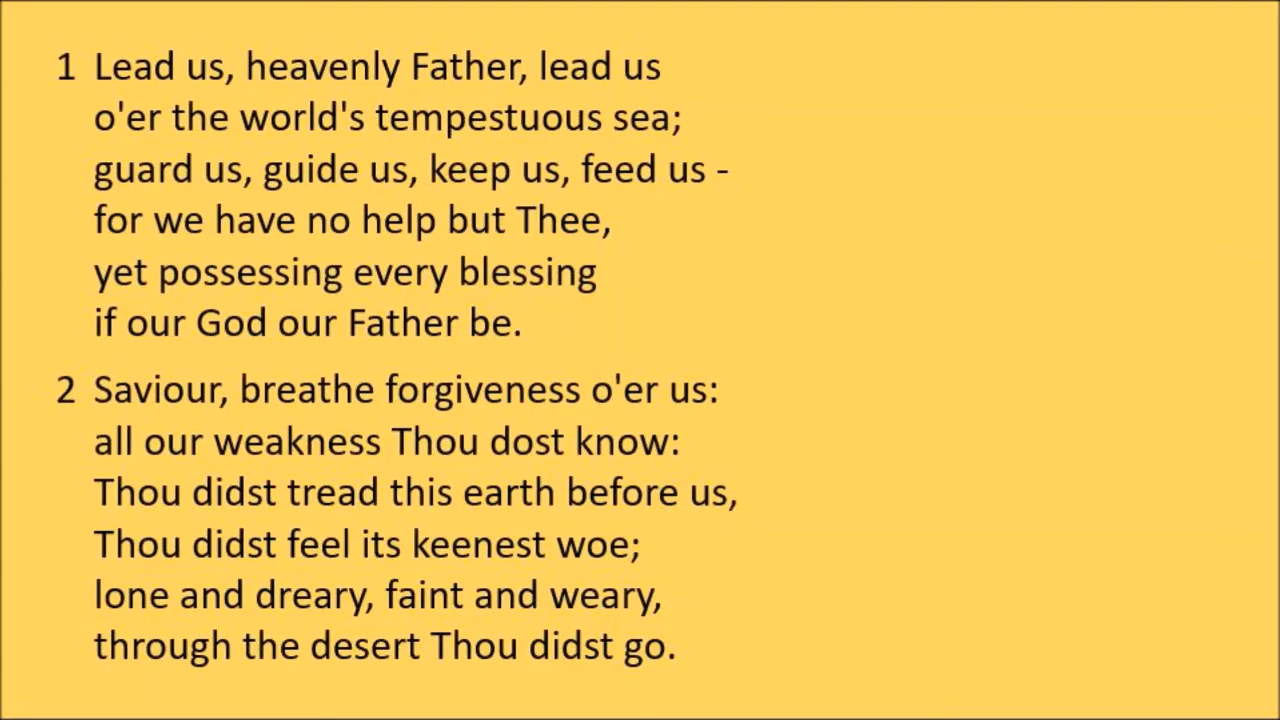 1 Lead us, heavenly Father, lead us
o'er the world's tempestuous sea;
guard us, guide us, keep us, feed us -
for we have no help but Thee,
yet possessing every blessing
if our God our Father be.
2 Saviour, breathe forgiveness o'er us:
all our weakness Thou dost know:
Thou didst tread this earth before us,
Thou didst feel its keenest woe;
lone and dreary, faint and weary,
through the desert Thou didst go.